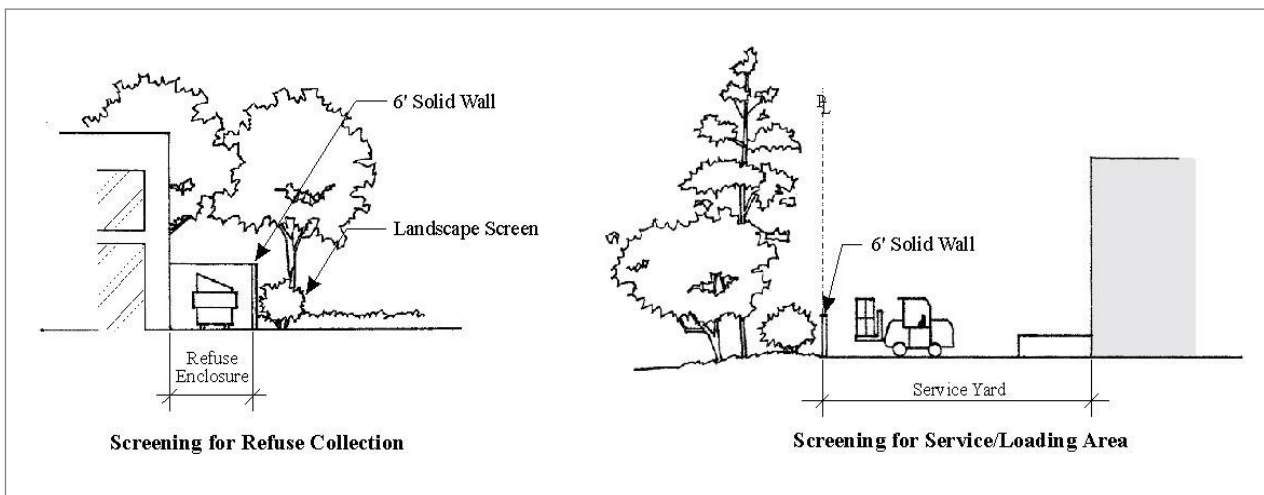 6' Solid Wall
Landscape Screen
Refuse
Enclosure
Screening for Refuse Collection
PL
6' Solid Wall
Service Yard
Screening for Service/Loading Area